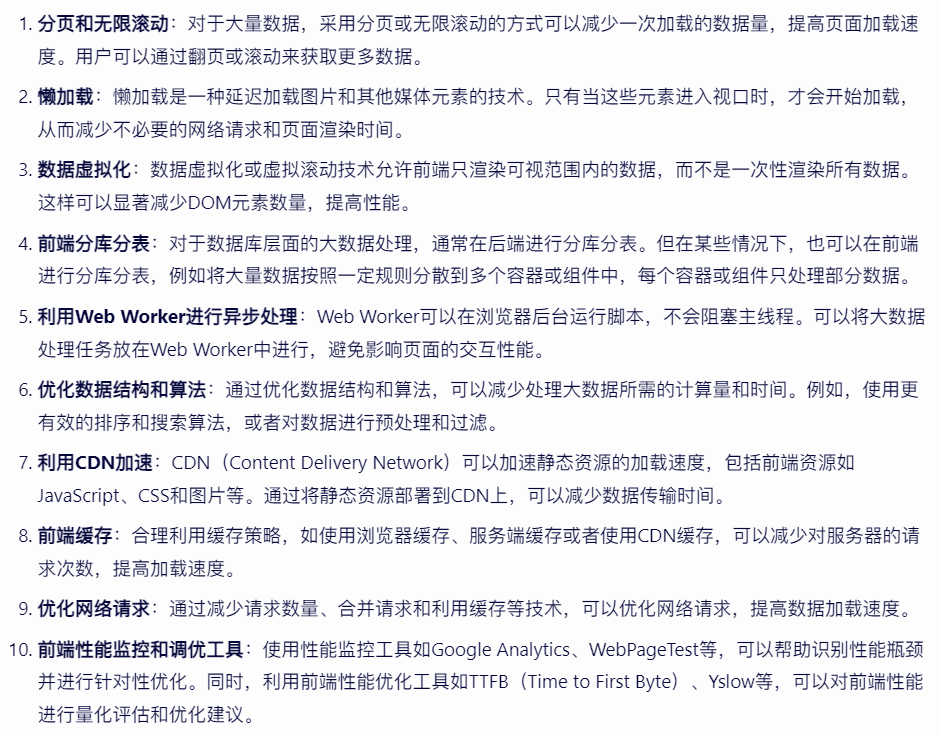 1. 分页和无限滚动：对于大量数据，采用分页或无限滚动的方式可以减少一次加载的数据量，提高页面加载速
度。用户可以通过翻页或滚动来获取更多数据。
2. 懒加载：懒加载是一种延迟加载图片和其他媒体元素的技术。只有当这些元素进入视口时，才会开始加载，
从而减少不必要的网络请求和页面渲染时间。
3. 数据虚拟化：数据虚拟化或虚拟滚动技术允许前端只渲染可视范围内的数据，而不是一次性渲染所有数据。
这样可以显著减少DOM元素数量，提高性能。
4. 前端分库分表：对于数据库层面的大数据处理，通常在后端进行分库分表。但在某些情况下，也可以在前端
进行分库分表，例如将大量数据按照一定规则分散到多个容器或组件中，每个容器或组件只处理部分数据。
5. 利用Web Worker进行异步处理：Web Worker可以在浏览器后台运行脚本，不会阻塞主线程。可以将大数据
处理任务放在Web Worker中进行，避免影响页面的交互性能。
6. 优化数据结构和算法：通过优化数据结构和算法，可以减少处理大数据所需的计算量和时间。例如，使用更
有效的排序和搜索算法，或者对数据进行预处理和过滤。
7. 利用CDN加速：CDN（Content Delivery Network）可以加速静态资源的加载速度，包括前端资源如
JavaScript、CSS和图片等。通过将静态资源部署到CDN上，可以减少数据传输时间。
8. 前端缓存：合理利用缓存策略，如使用浏览器缓存、服务端缓存或者使用CDN缓存，可以减少对服务器的请
求次数，提高加载速度。
9. 优化网络请求：通过减少请求数量、合并请求和利用缓存等技术，可以优化网络请求，提高数据加载速度。
10. 前端性能监控和调优工具：使用性能监控工具如Google Analytics、WebPageTest等，可以帮助识别性能瓶颈
并进行针对性优化。同时，利用前端性能优化工具如TTFB（Time to First Byte）、Yslow等，可以对前端性能
进行量化评估和优化建议。